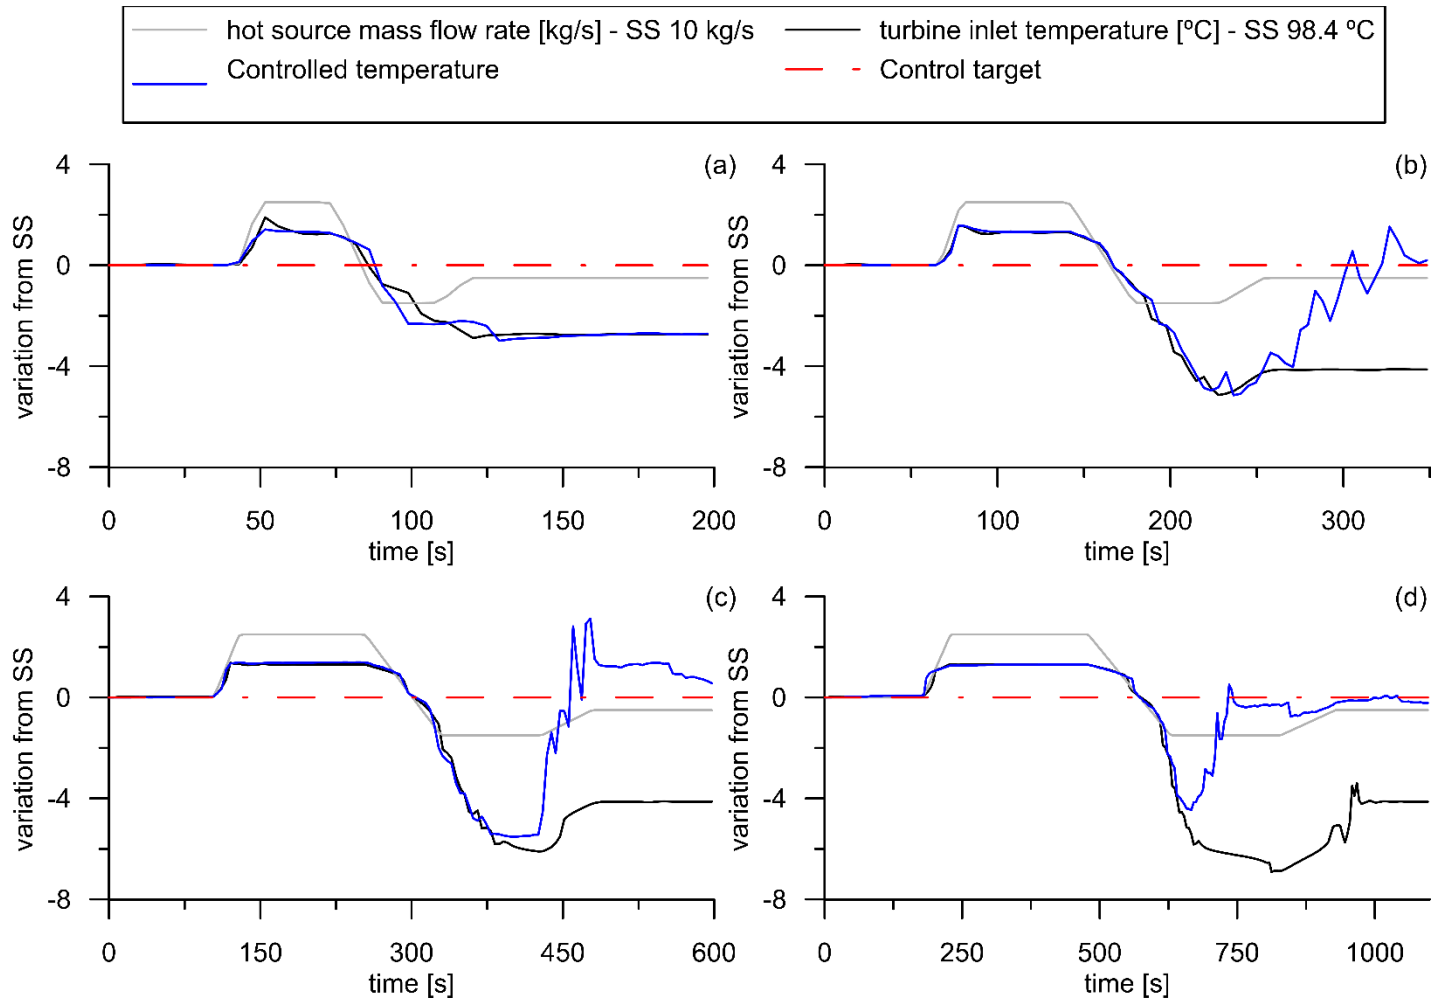 hot source mass flow rate [kg/s] - SS 10 kg/s
turbine inlet temperature [ºC] - SS 98.4 ºC
Controlled temperature
Control target
(a)
4
0
-4
-8
variation from SS
0 50 100 150 200
time [s]
(b)
4
0
-4
-8
variation from SS
0 100 200 300
time [s]
(c)
4
0
-4
-8
variation from SS
0 150 300 450 600
time [s]
(d)
4
0
-4
-8
variation from SS
0 250 500 750 1000
time [s]